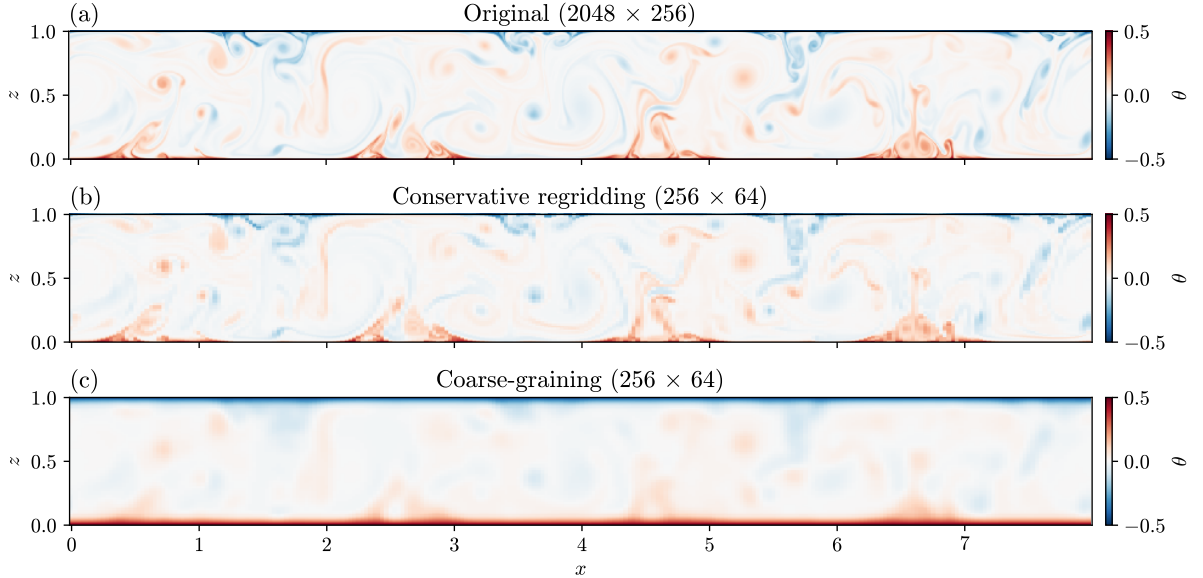 (a) Original (2048 × 256)
1.0 0.5
z 0.5 0.0 θ
0.0 −0.5
(b) Conservative regridding (256 × 64)
1.0 0.5
z 0.5 0.0 θ
0.0 −0.5
(c) Coarse-graining (256 × 64)
1.0 0.5
z 0.5 0.0 θ
0.0 −0.5
0 1 2 3 4 5 6 7
x